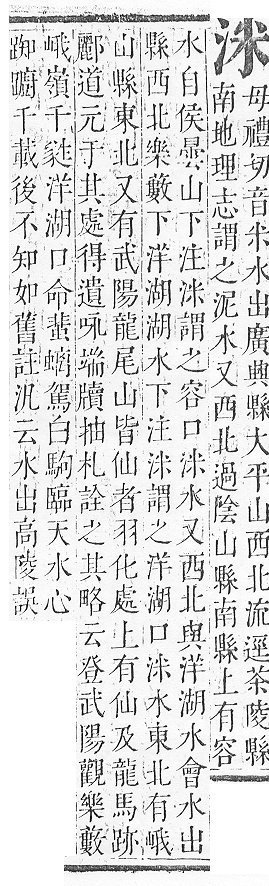 洣
母禮切音米水出廣興縣大平山西北流逕茶陵縣
南地理志謂之泥水又西北過陰山縣南縣上有容
水自侯曇山下注洣謂之容口洣水又西北與洋湖水會水出
縣西北樂藪下洋湖湖水下注洣謂之洋湖口洣水東北有峨
山縣東北又有武陽龍尾山皆仙者羽化處上有仙及龍馬跡
酈道元于其處得遺咏端牘抽札詮之其略云登武陽觀樂藪
峨嶺千蕤洋湖口命蜚螭駕白駒臨天水心
踟躕千載後不知如舊註汎云水出高陵誤